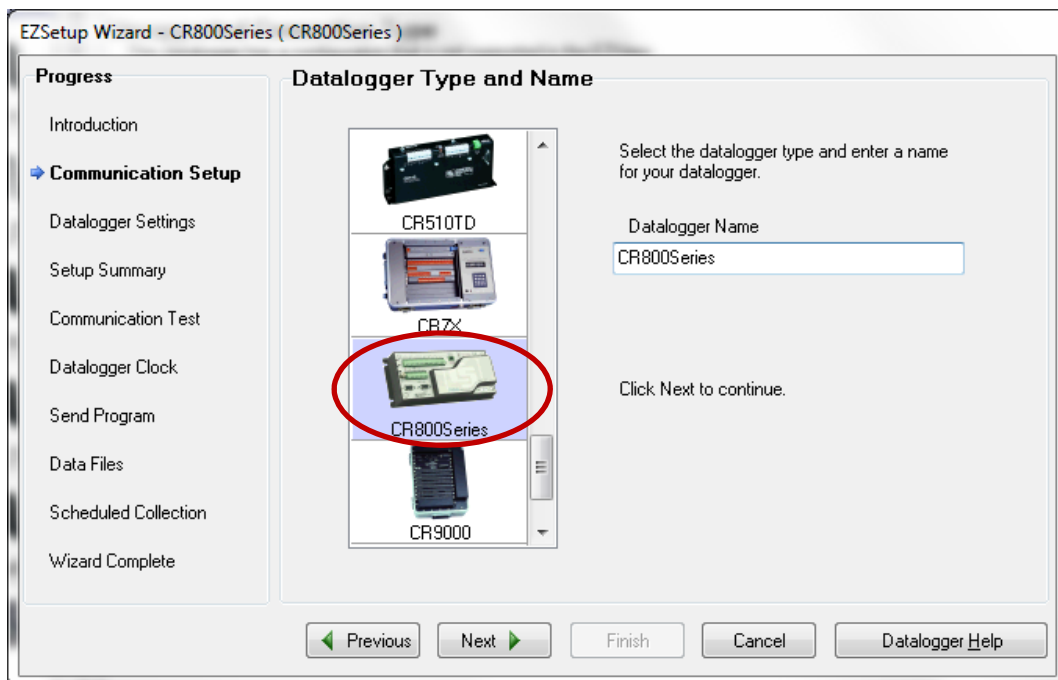 EZSetup Wizard - CR800Series ( CR800Series )
Progress
Introduction
Communication Setup
Datalogger Settings
Setup Summary
Communication Test
Datalogger Clock
Send Program
Data Files
Scheduled Collection
Wizard Complete
Datalogger Type and Name
CR510TD
CR7X
CR800Series
CR9000
Select the datalogger type and enter a name
for your datalogger.
Datalogger Name
CR800Series
Click Next to continue.
Previous
Next
Finish
Cancel
Datalogger Help